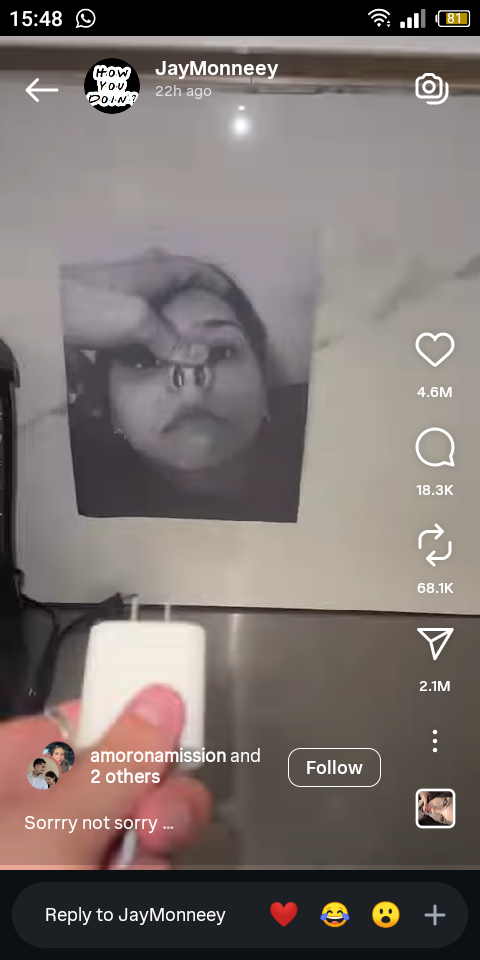 15:48
81
HOW
YOU
DOIN'?
JayMonneey
22h ago
4.6M
18.3K
68.1K
2.1M
amoronamission and
2 others
Follow
Sorrry not sorry ...
Reply to JayMonneey